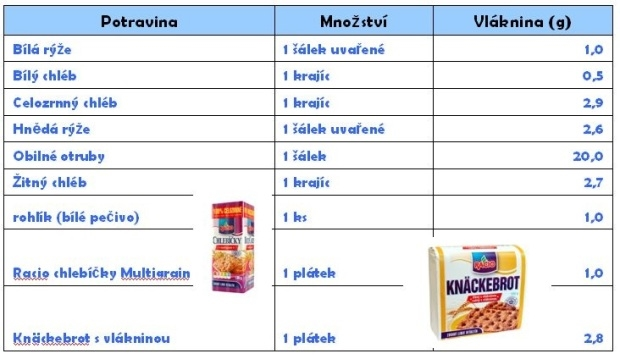 Potravina Množství Vláknina (g)
Bílá rýže 1 šálek uvařené 1,0
Bílý chléb 1 krajíc 0,5
Celozrnný chléb 1 krajíc 2,9
Hnědá rýže 1 šálek uvařené 2,6
Obilné otruby 1 šálek 20,0
Žitný chléb 1 krajíc 2,7
rohlík (bílé pečivo) 1 ks 1,0
CHLEBÍČKY
Racio chlebíčky Multigrain 1 plátek 1,0
RACIO
KNÄCKEBROT
Knäckebrot s vlákninou 1 plátek 2,8